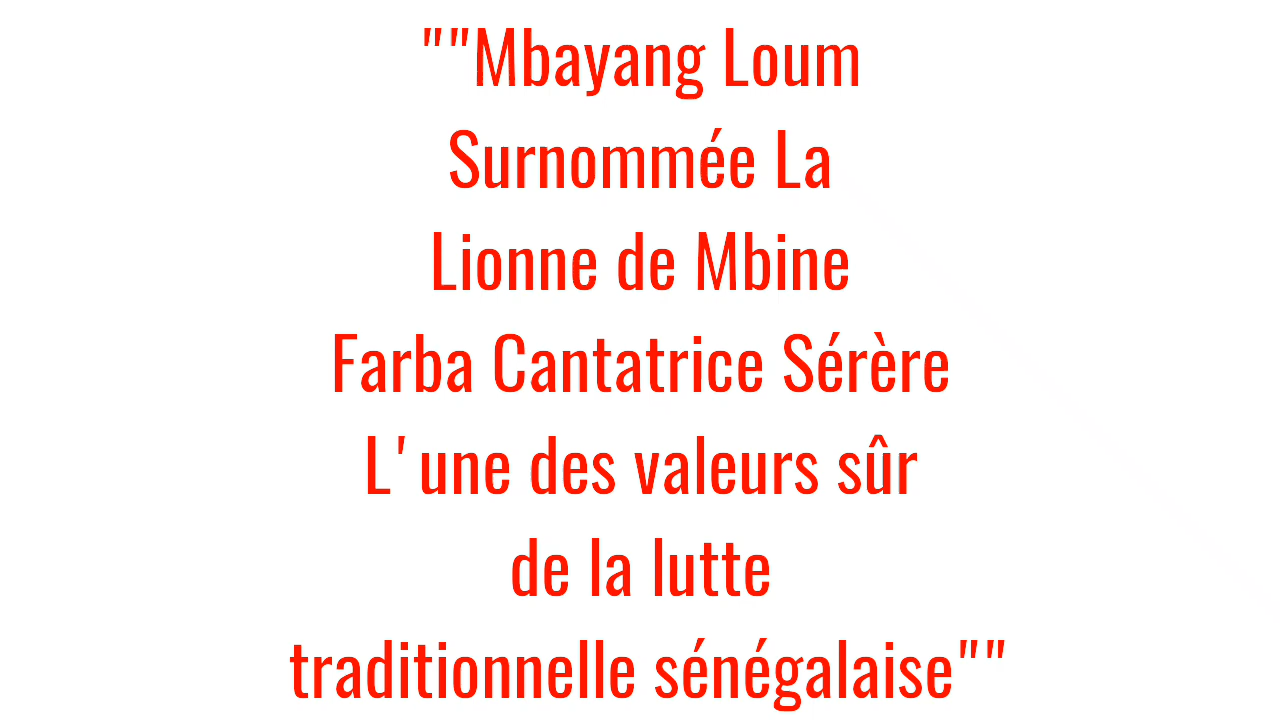 ""Mbayang Loum
Surnommée La
Lionne de Mbine
Farba Cantatrice Sérère
L'une des valeurs sûr
de la lutte
traditionnelle sénégalaise""